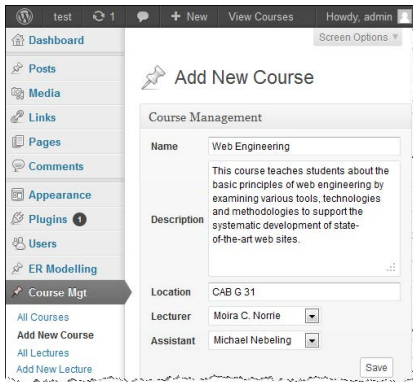 test 1 + New View Courses Howdy, admin
Screen Options
Dashboard
Posts
Media
Links
Pages
Comments
Appearance
Plugins 1
Users
ER Modelling
Course Mgt
All Courses
Add New Course
All Lectures
Add New Lecture
Add New Course
Course Management
Name Web Engineering
Description
This course teaches students about the
basic principles of web engineering by
examining various tools, technologies
and methodologies to support the
systematic development of state-
of-the-art web sites.
Location CAB G 31
Lecturer Moira C. Norrie
Assistant Michael Nebeling
Save